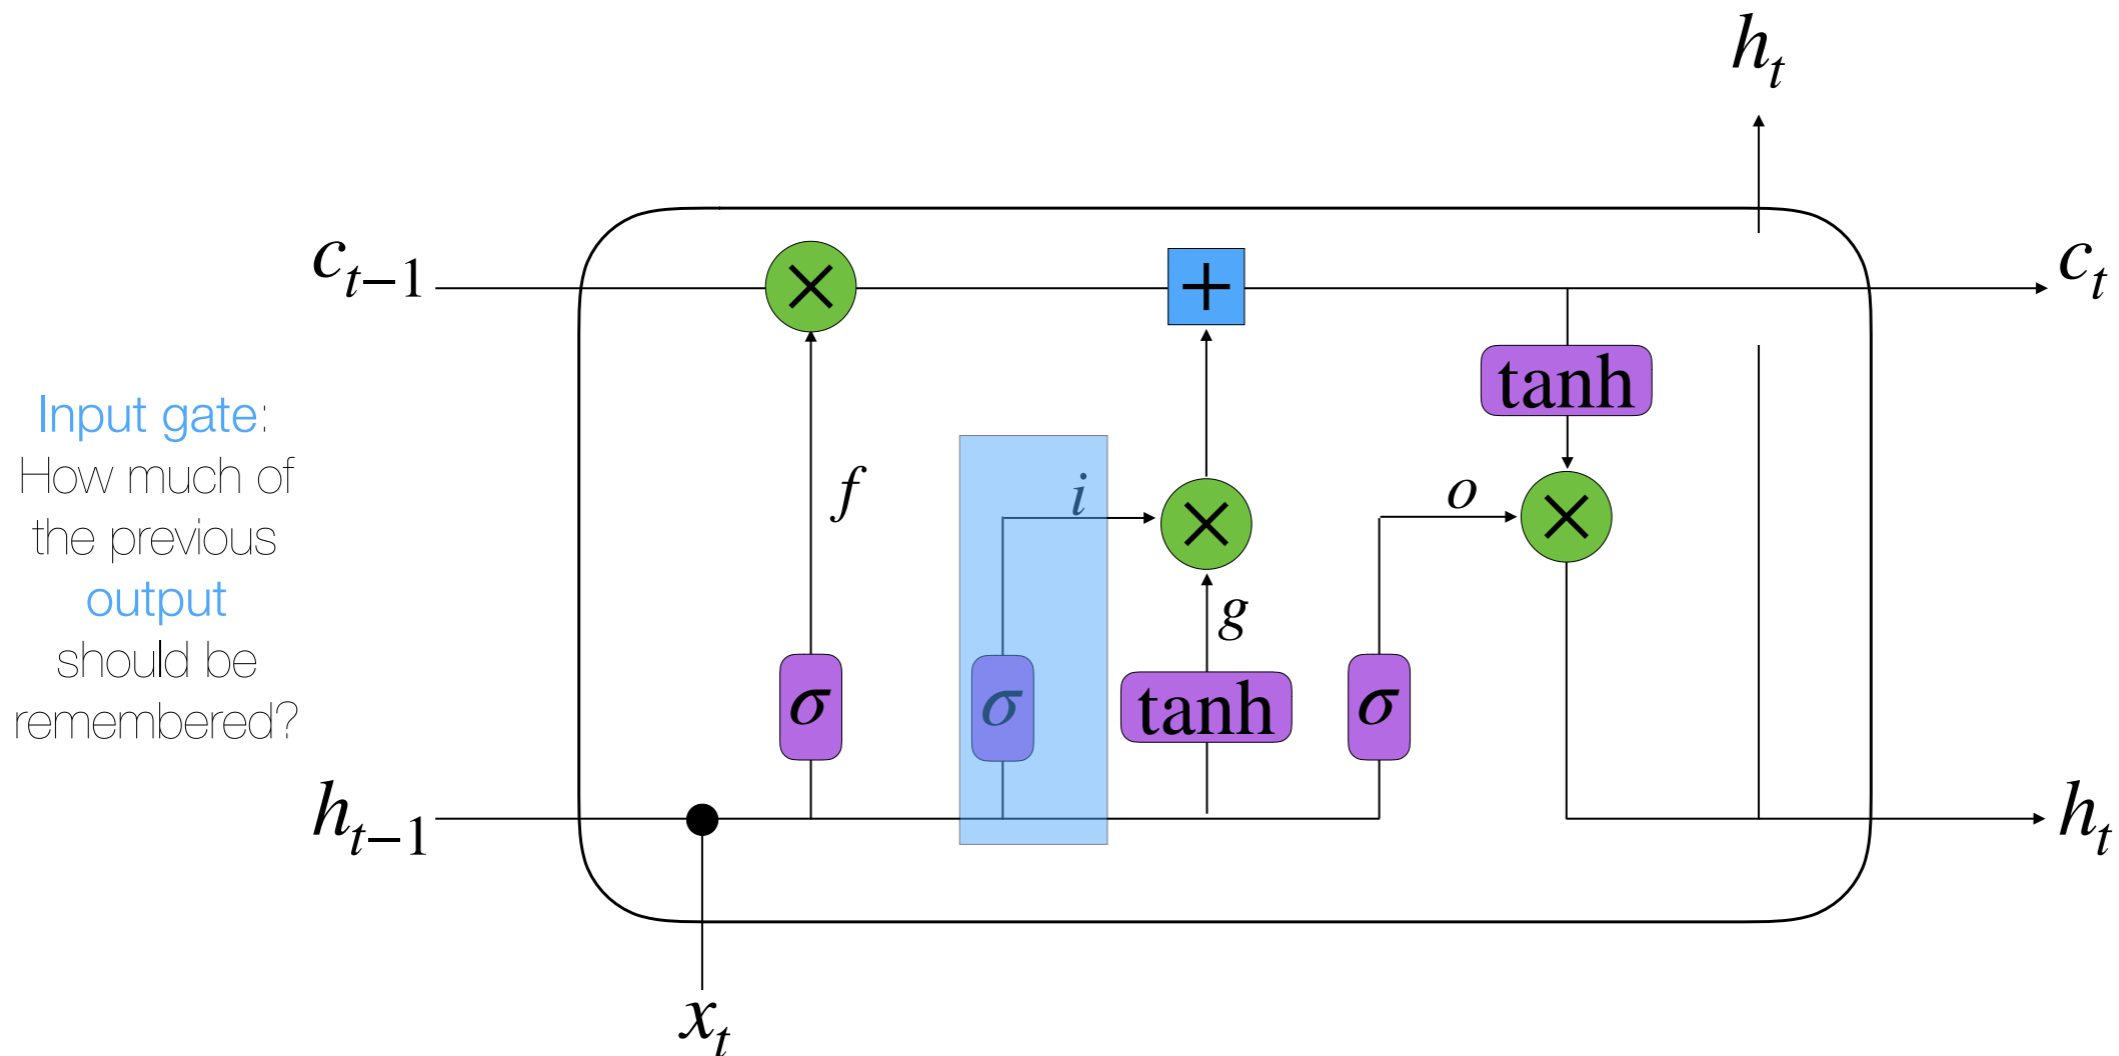 h_t
c_{t−1}
×
+
c_t
tanh
Input gate:
How much of
the previous
output
should be
remembered?
f
i
×
o
×
g
σ
σ
tanh
σ
h_{t−1}
h_t
x_t